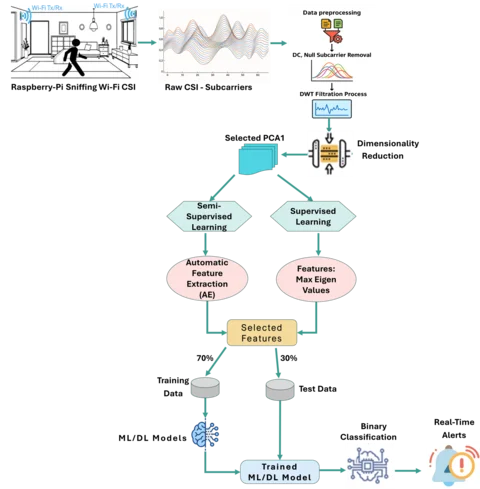 Wi-Fi Tx/Rx
Wi-Fi Tx/Rx
Raspberry-Pi Sniffing Wi-Fi CSI
Raw CSI - Subcarriers
Data preprocessing
DC, Null Subcarrier Removal
DWT Filtration Process
Selected PCA1
Dimensionality
Reduction
Semi-
Supervised
Learning
Supervised
Learning
Automatic
Feature
Extraction
(AE)
Features:
Max Eigen
Values
Selected
Features
70%
30%
Training
Data
Test Data
ML/DL Models
Trained
ML/DL Model
Binary
Classification
Real-Time
Alerts